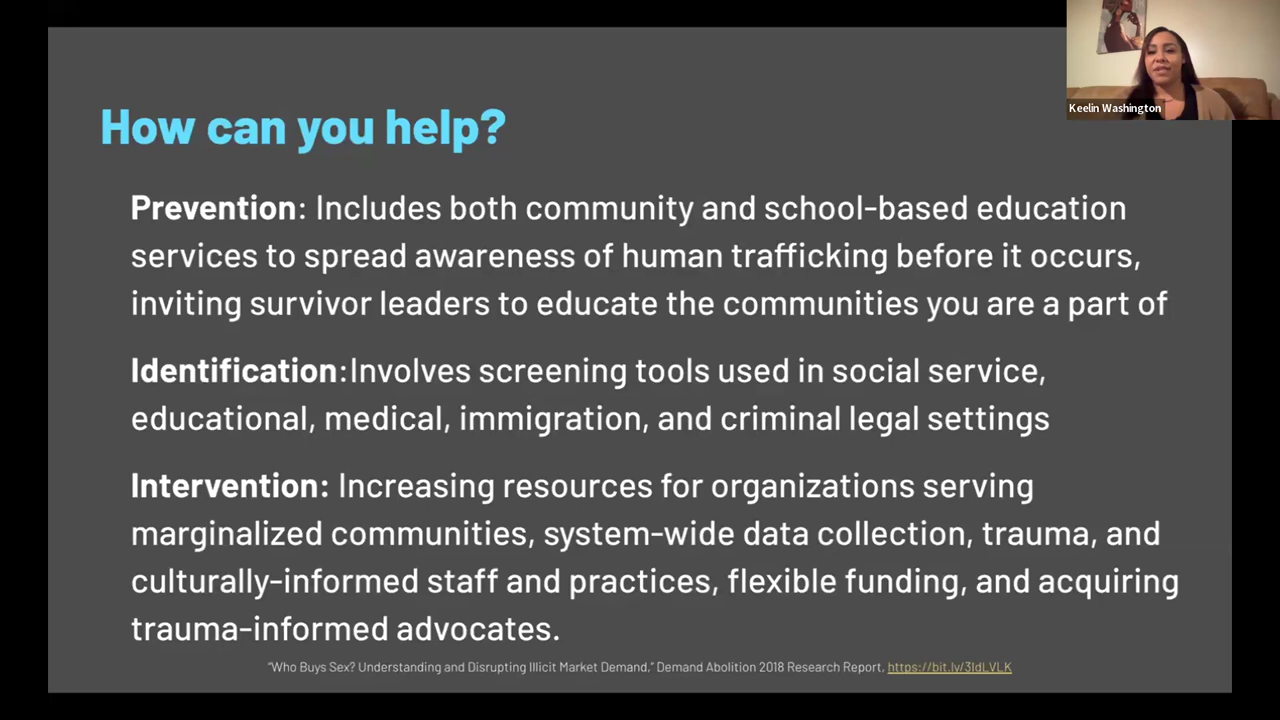 Keelin Washington
How can you help?
Prevention: Includes both community and school-based education
services to spread awareness of human trafficking before it occurs,
inviting survivor leaders to educate the communities you are a part of
Identification:Involves screening tools used in social service,
educational, medical, immigration, and criminal legal settings
Intervention: Increasing resources for organizations serving
marginalized communities, system-wide data collection, trauma, and
culturally-informed staff and practices, flexible funding, and acquiring
trauma-informed advocates.
"Who Buys Sex? Understanding and Disrupting Illicit Market Demand," Demand Abolition 2018 Research Report, https://bit.ly/3ldLVLK